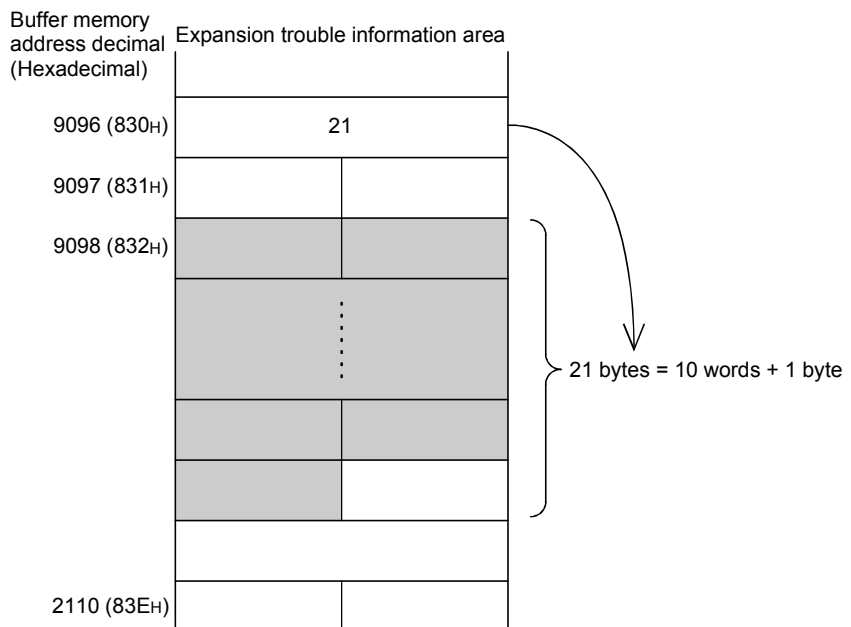 Buffer memory
address decimal
(Hexadecimal)
Expansion trouble information area
9096 (830H)
21
9097 (831H)
9098 (832H)
21 bytes = 10 words + 1 byte
2110 (83EH)